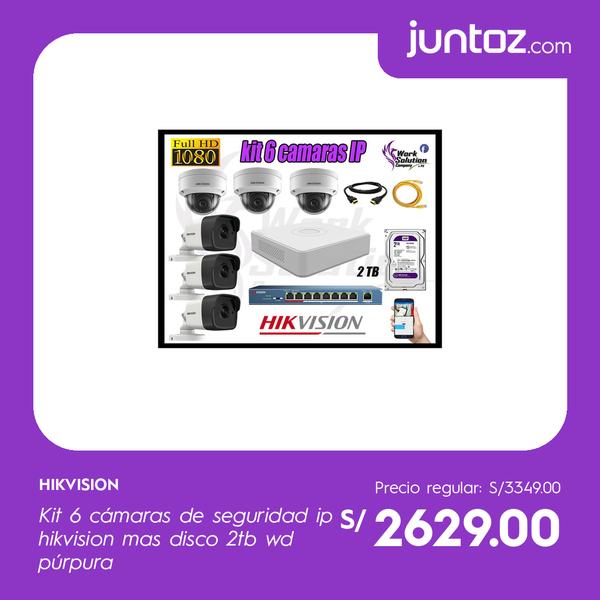 juntoz.com
Full HD
1080
kit 6 camaras IP
Work
Solution
Company
2 TB
HIKVISION
HIKVISION
Precio regular: S/3349.00
Kit 6 cámaras de seguridad ip
hikvision mas disco 2tb wd
púrpura
S/ 2629.00